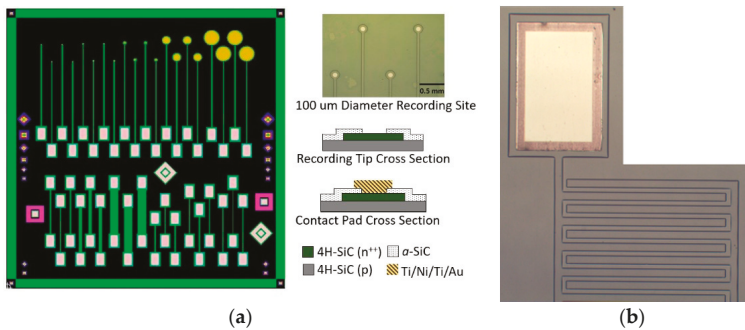 0.5 mm
100 um Diameter Recording Site
Recording Tip Cross Section
Contact Pad Cross Section
4H-SiC (n⁺⁺) a-SiC
4H-SiC (p) Ti/Ni/Ti/Au
(a) (b)